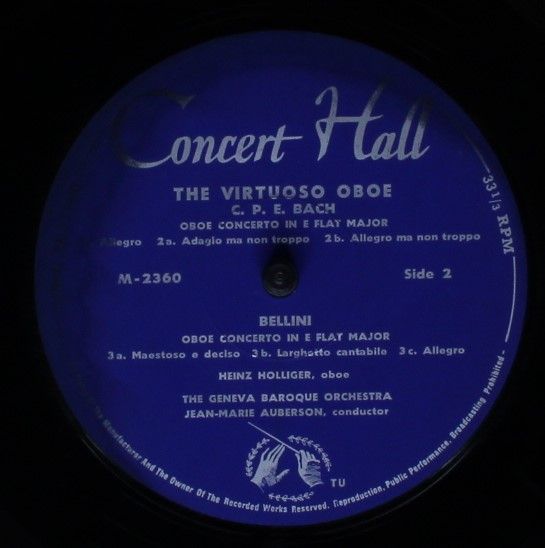 Concert Hall
THE VIRTUOSO OBOE
C. P. E. BACH
OBOE CONCERTO IN E FLAT MAJOR
Allegro 2a. Adagio ma non troppo 2b. Allegro ma non troppo
33 1/3 RPM
M-2360 Side 2
BELLINI
OBOE CONCERTO IN E FLAT MAJOR
3a. Maestoso e deciso 3b. Larghetto cantabile 3c. Allegro
HEINZ HOLLIGER, oboe
THE GENEVA BAROQUE ORCHESTRA
JEAN-MARIE AUBERSON, conductor
TU
Manufacturer And The Owner Of The Recorded Works Reserved. Reproduction, Public Performance, Broadcasting Prohibited-